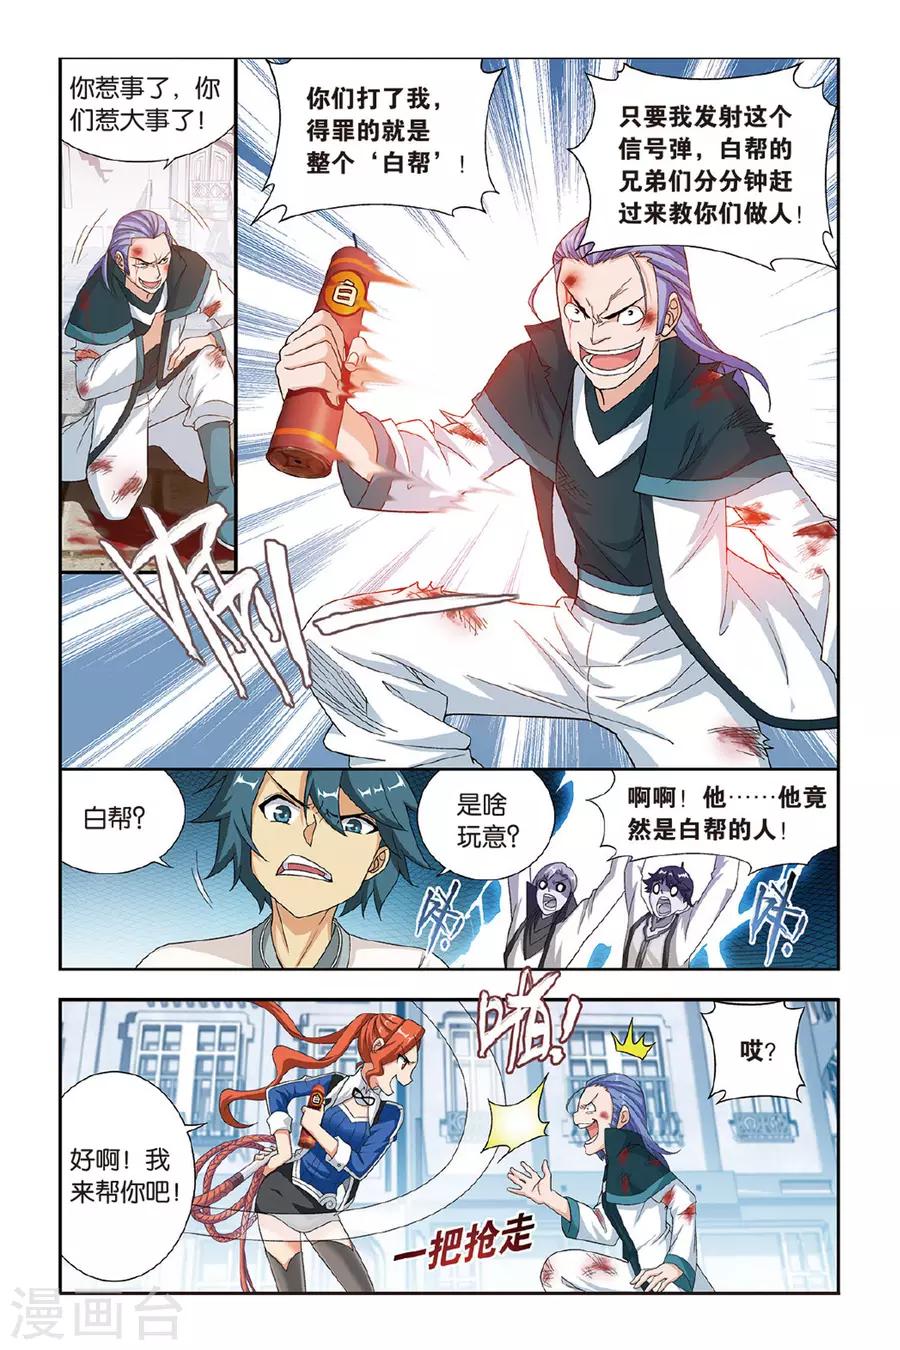 你惹事了，你
们惹大事了！
你们打了我，
得罪的就是
整个‘白帮’！
只要我发射这个
信号弹，白帮的
兄弟们分分钟赶
过来教你们做人！
白
唰
白帮？
是啥
玩意？
啊啊！他……他竟
然是白帮的人！
咚！
咚！
啪！
哎？
好啊！我
来帮你吧！
一把抢走
漫画台